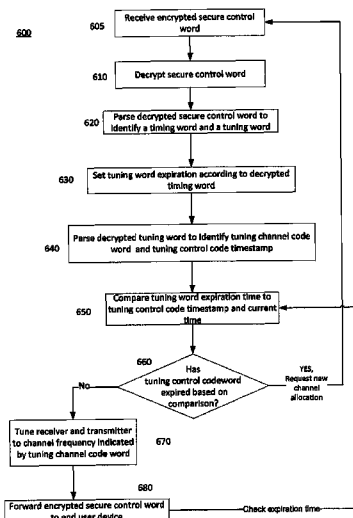 600
605
Receive encrypted secure control
word
610
Decrypt secure control word
620
Parse decrypted secure control word to
identify a timing word and a tuning word
630
Set tuning word expiration according to decrypted
timing word
640
Parse decrypted tuning word to identify tuning channel code
word and tuning control code timestamp
650
Compare tuning word expiration time to
tuning control code timestamp and current
time
660
Has
tuning control codeword
expired based on
comparison?
No
YES,
Request new
channel
allocation
Tune receiver and transmitter
to channel frequency indicated
by tuning channel code word
670
680
Forward encrypted secure control word
to end user device
Check expiration time